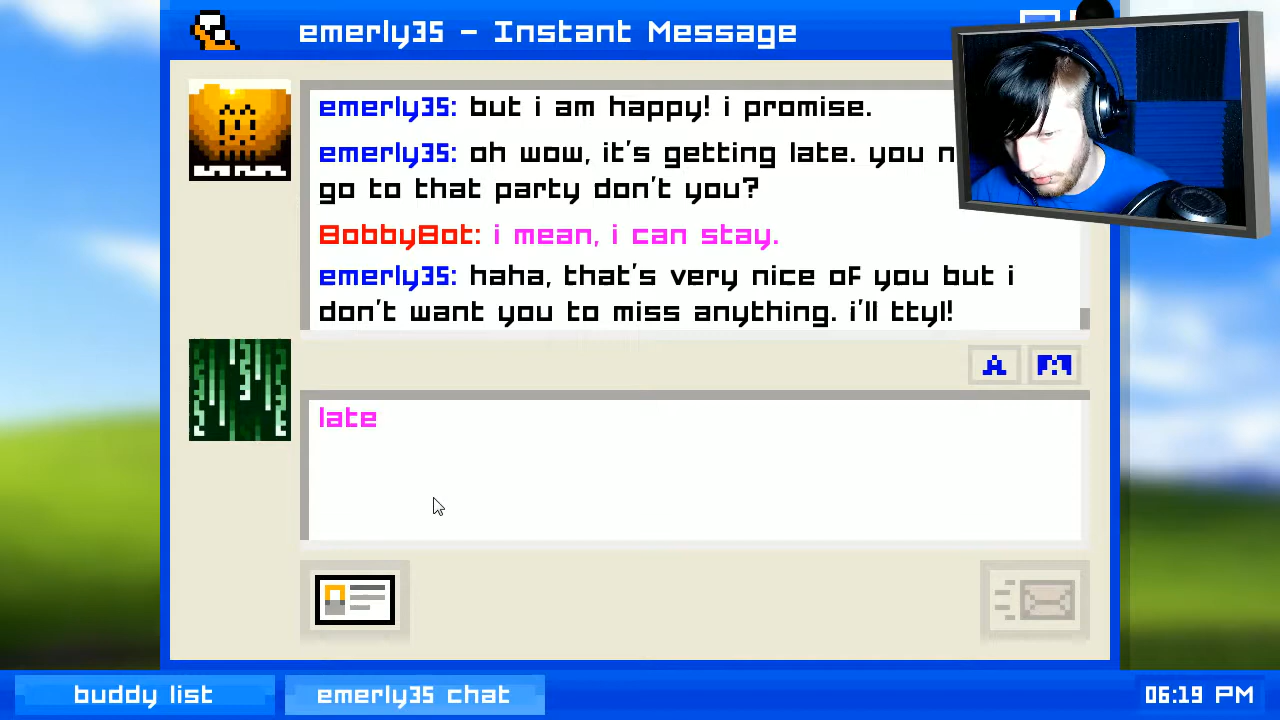 emerly35 - Instant Message
emerly35: but i am happy! i promise.
emerly35: oh wow, it's getting late. you n
go to that party don't you?
BobbyBot: i mean, i can stay.
emerly35: haha, that's very nice of you but i
don't want you to miss anything. i'll ttyl!
A
late
buddy list
emerly35 chat
06:19 PM